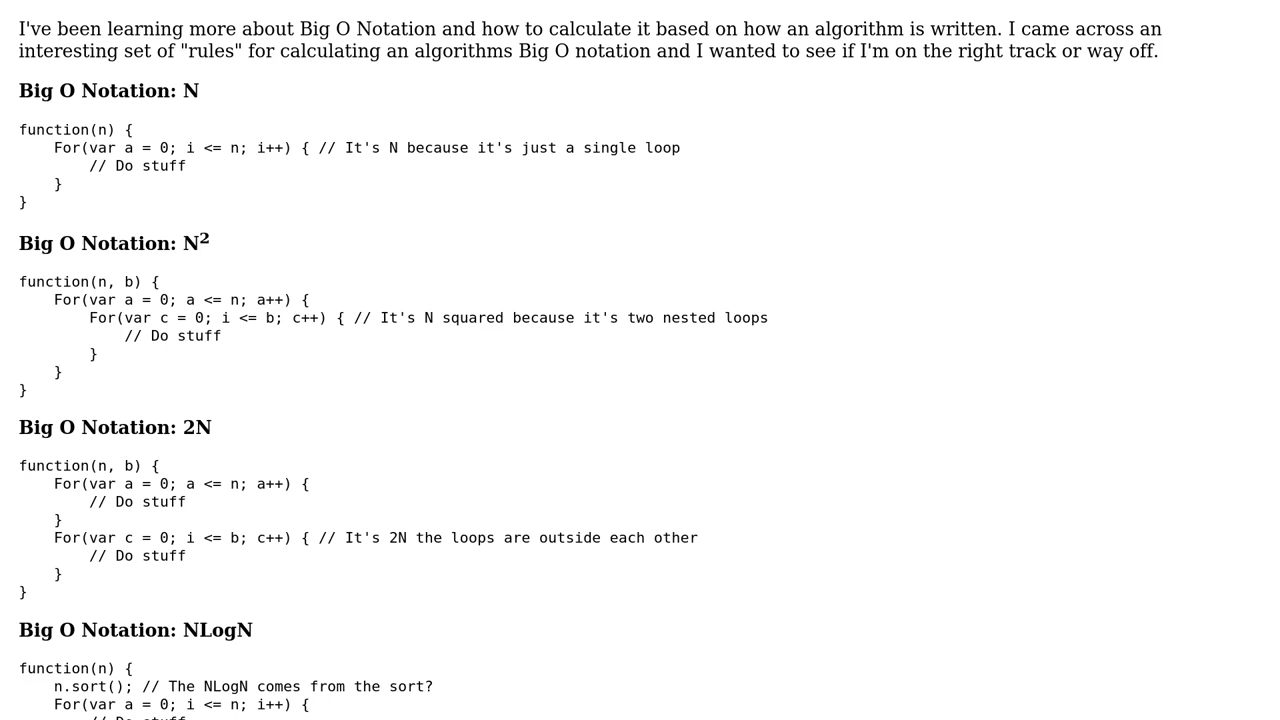 I've been learning more about Big O Notation and how to calculate it based on how an algorithm is written. I came across an
interesting set of "rules" for calculating an algorithms Big O notation and I wanted to see if I'm on the right track or way off.
Big O Notation: N
function(n) {
    For(var a = 0; i <= n; i++) { // It's N because it's just a single loop
        // Do stuff
    }
}
Big O Notation: N²
function(n, b) {
    For(var a = 0; a <= n; a++) {
        For(var c = 0; i <= b; c++) { // It's N squared because it's two nested loops
            // Do stuff
        }
    }
}
Big O Notation: 2N
function(n, b) {
    For(var a = 0; a <= n; a++) {
        // Do stuff
    }
    For(var c = 0; i <= b; c++) { // It's 2N the loops are outside each other
        // Do stuff
    }
}
Big O Notation: NLogN
function(n) {
    n.sort(); // The NLogN comes from the sort?
    For(var a = 0; i <= n; i++) {
        // Do stuff